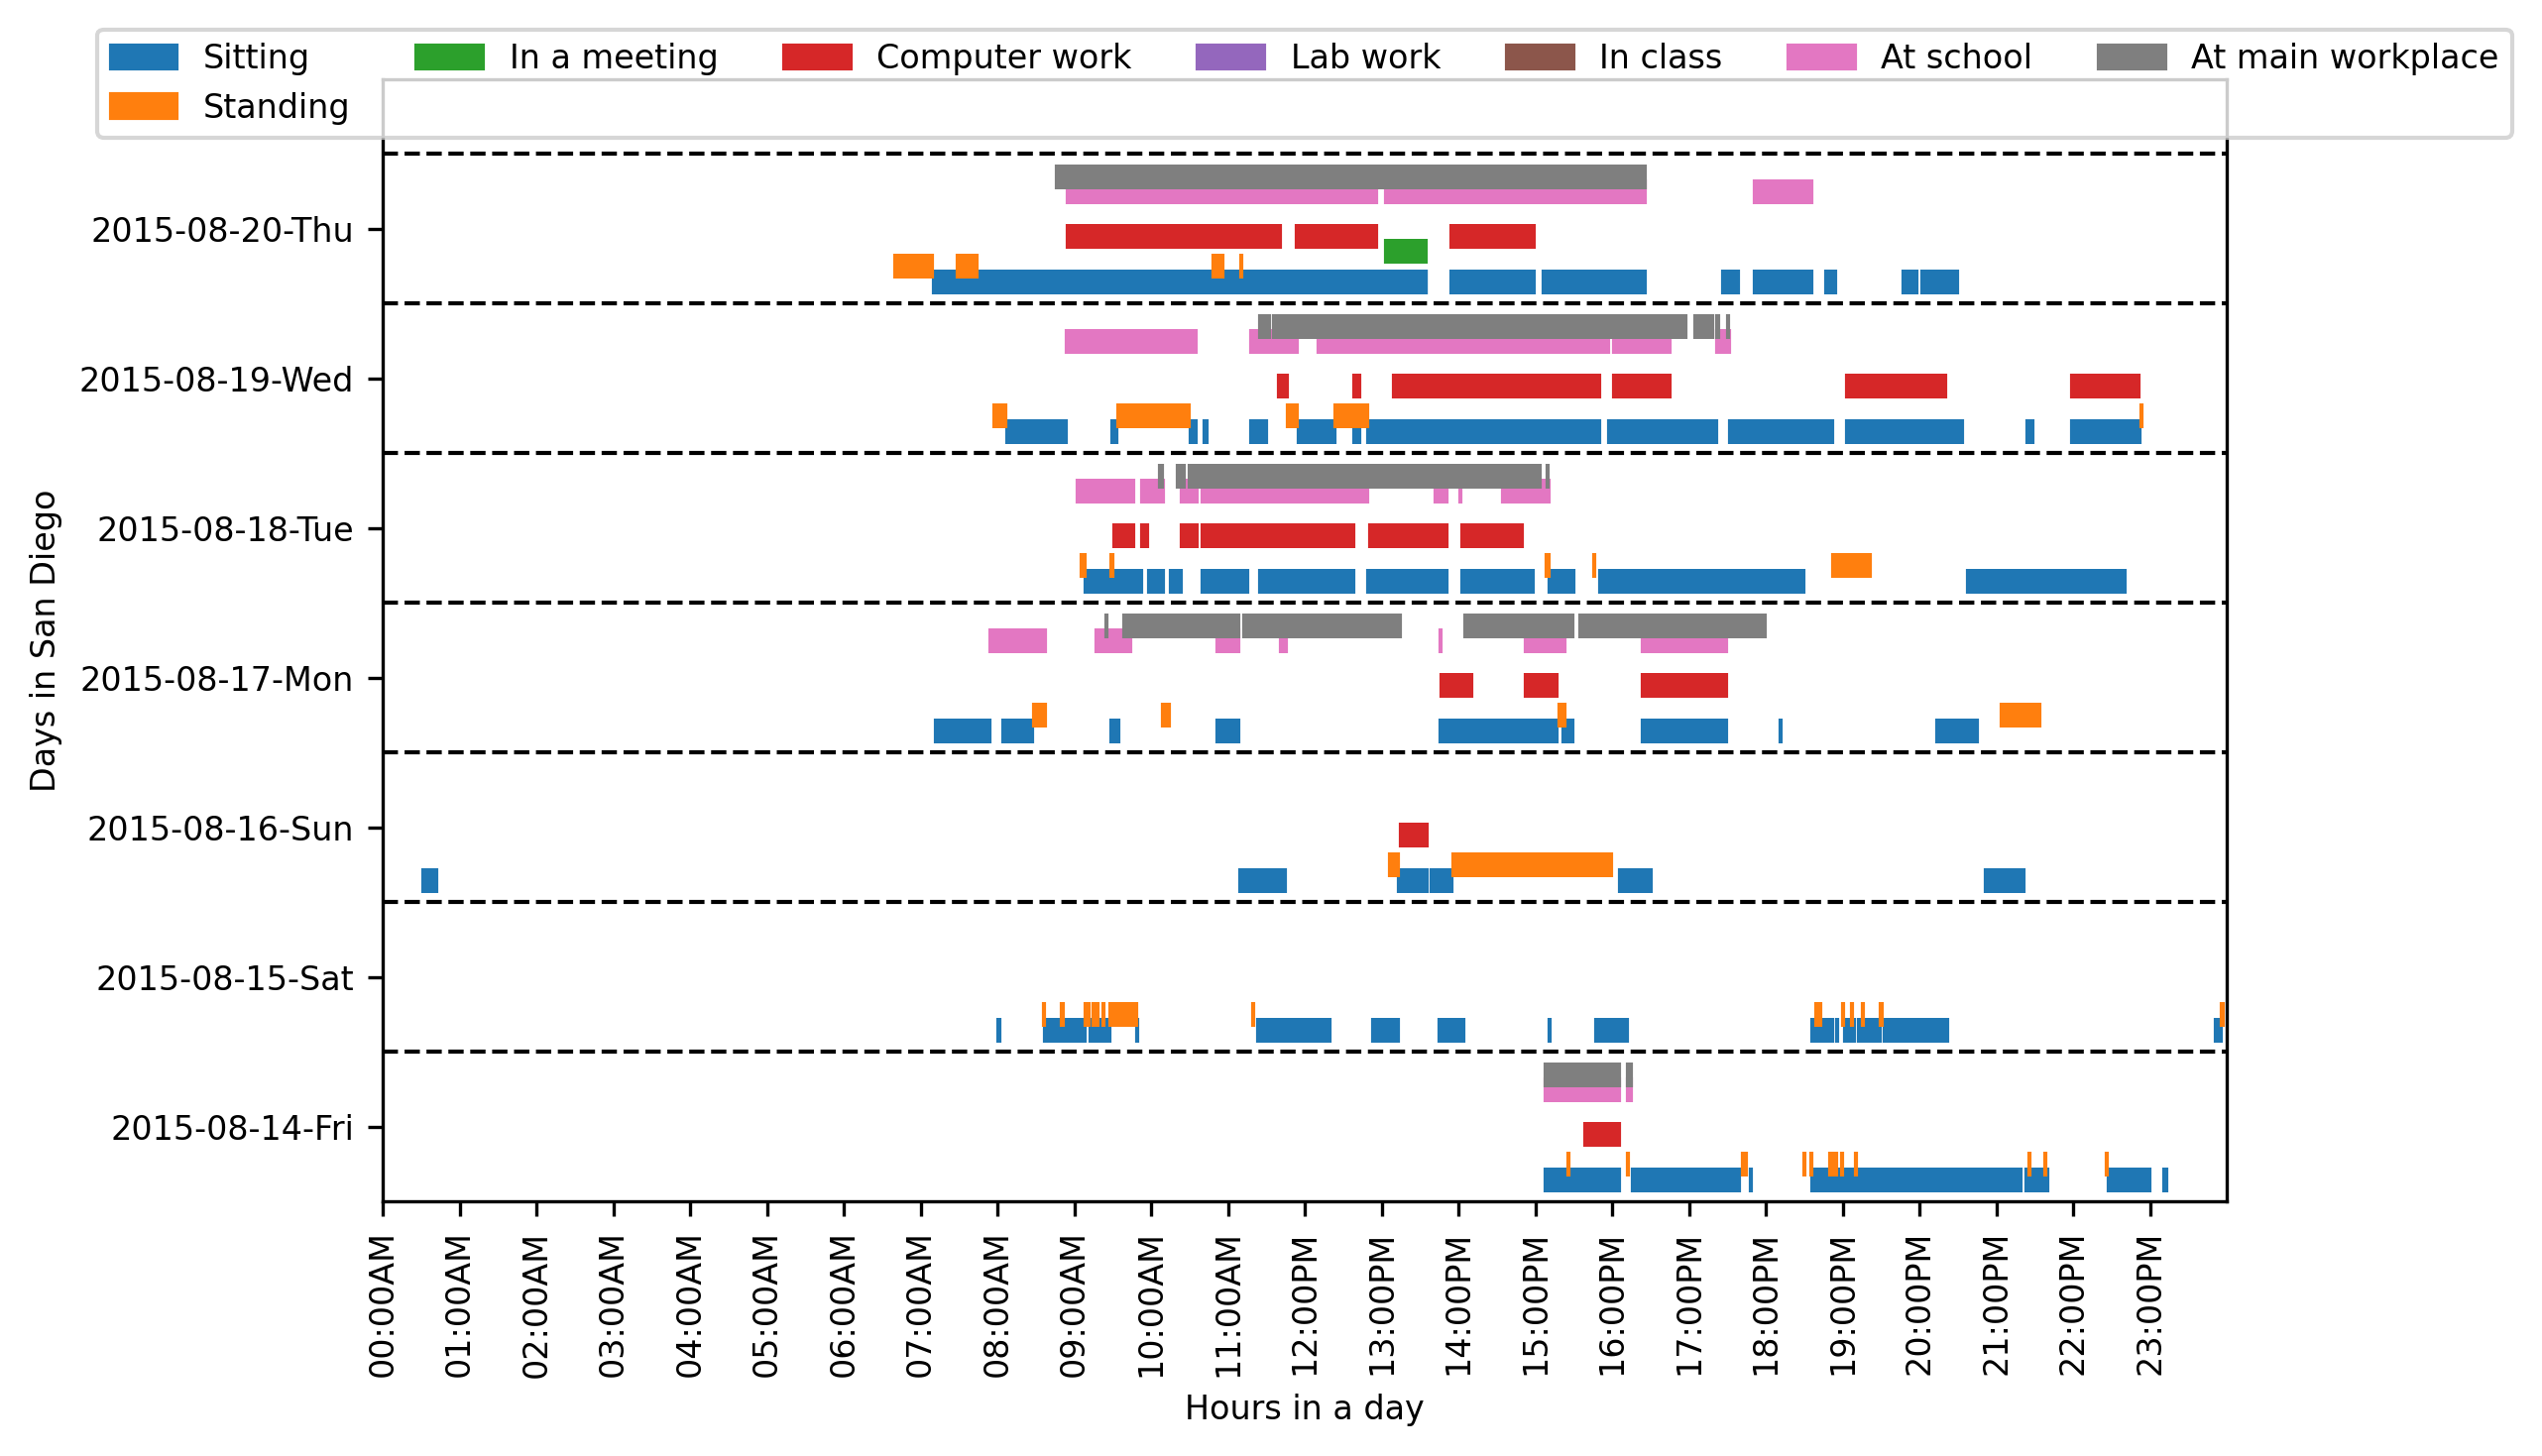 Sitting In a meeting Computer work Lab work In class At school At main workplace
Standing
Days in San Diego
2015-08-20-Thu
2015-08-19-Wed
2015-08-18-Tue
2015-08-17-Mon
2015-08-16-Sun
2015-08-15-Sat
2015-08-14-Fri
00:00AM
01:00AM
02:00AM
03:00AM
04:00AM
05:00AM
06:00AM
07:00AM
08:00AM
09:00AM
10:00AM
11:00AM
12:00PM
13:00PM
14:00PM
15:00PM
16:00PM
17:00PM
18:00PM
19:00PM
20:00PM
21:00PM
22:00PM
23:00PM
Hours in a day